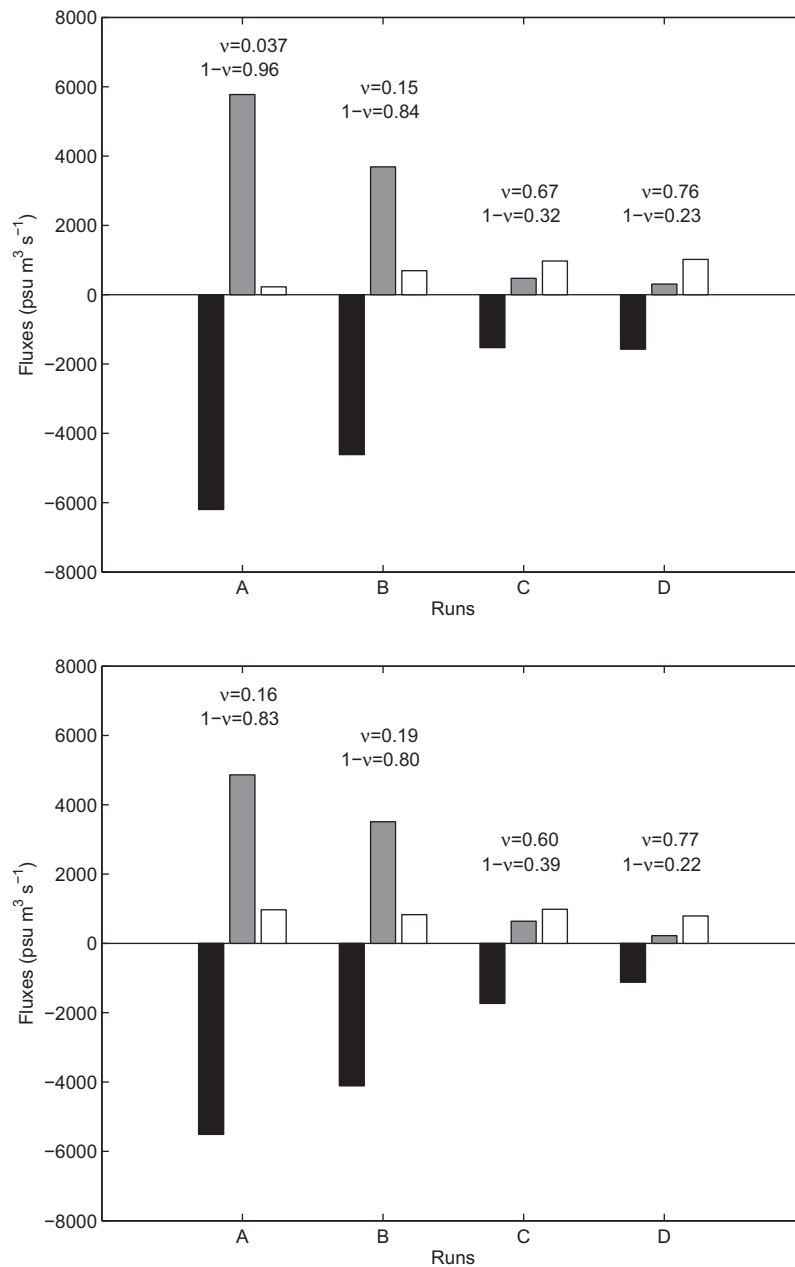 8000
6000
4000
2000
0
−2000
−4000
−6000
−8000
Fluxes (psu m³ s⁻¹)
ν=0.037
1−ν=0.96
ν=0.15
1−ν=0.84
ν=0.67
1−ν=0.32
ν=0.76
1−ν=0.23
A B C D
Runs
8000
6000
4000
2000
0
−2000
−4000
−6000
−8000
Fluxes (psu m³ s⁻¹)
ν=0.16
1−ν=0.83
ν=0.19
1−ν=0.80
ν=0.60
1−ν=0.39
ν=0.77
1−ν=0.22
A B C D
Runs